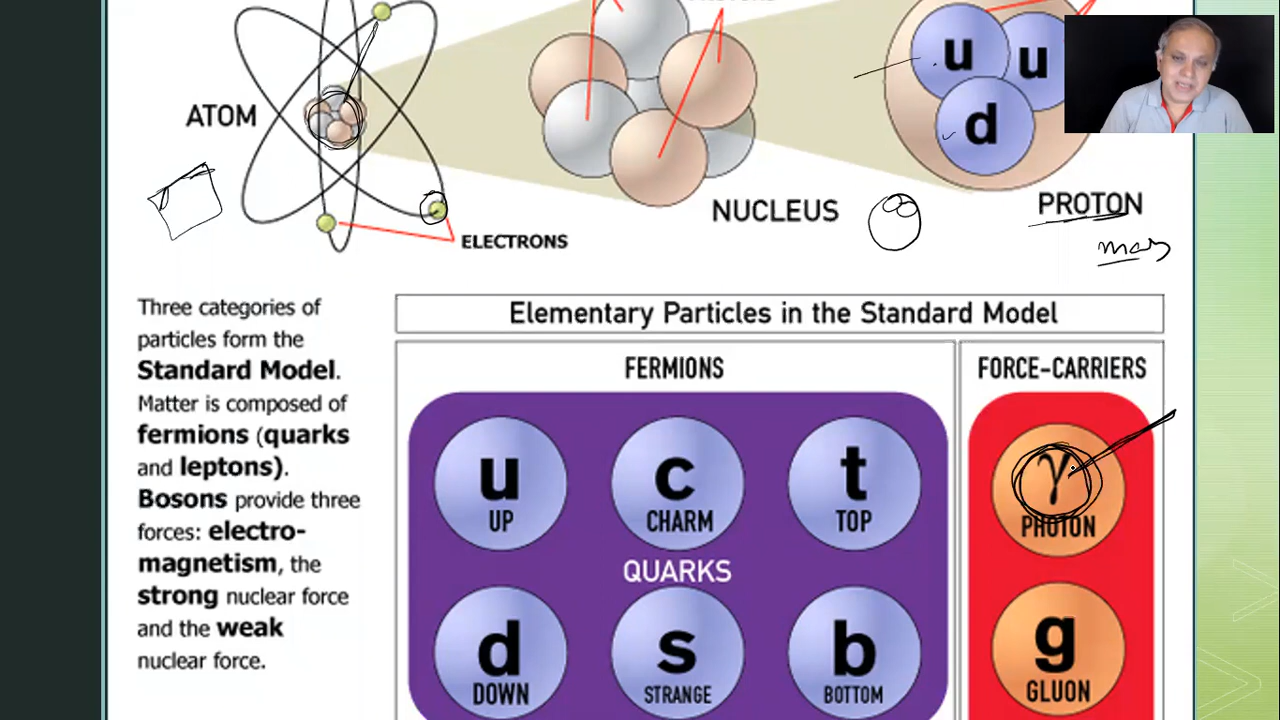 ATOM
u
u
d
NUCLEUS
PROTON
mass
ELECTRONS
Three categories of
particles form the
Standard Model.
Matter is composed of
fermions (quarks
and leptons).
Bosons provide three
forces: electro-
magnetism, the
strong nuclear force
and the weak
nuclear force.
Elementary Particles in the Standard Model
FERMIONS
FORCE-CARRIERS
u
UP
c
CHARM
t
TOP
γ
PHOTON
QUARKS
d
DOWN
s
STRANGE
b
BOTTOM
g
GLUON